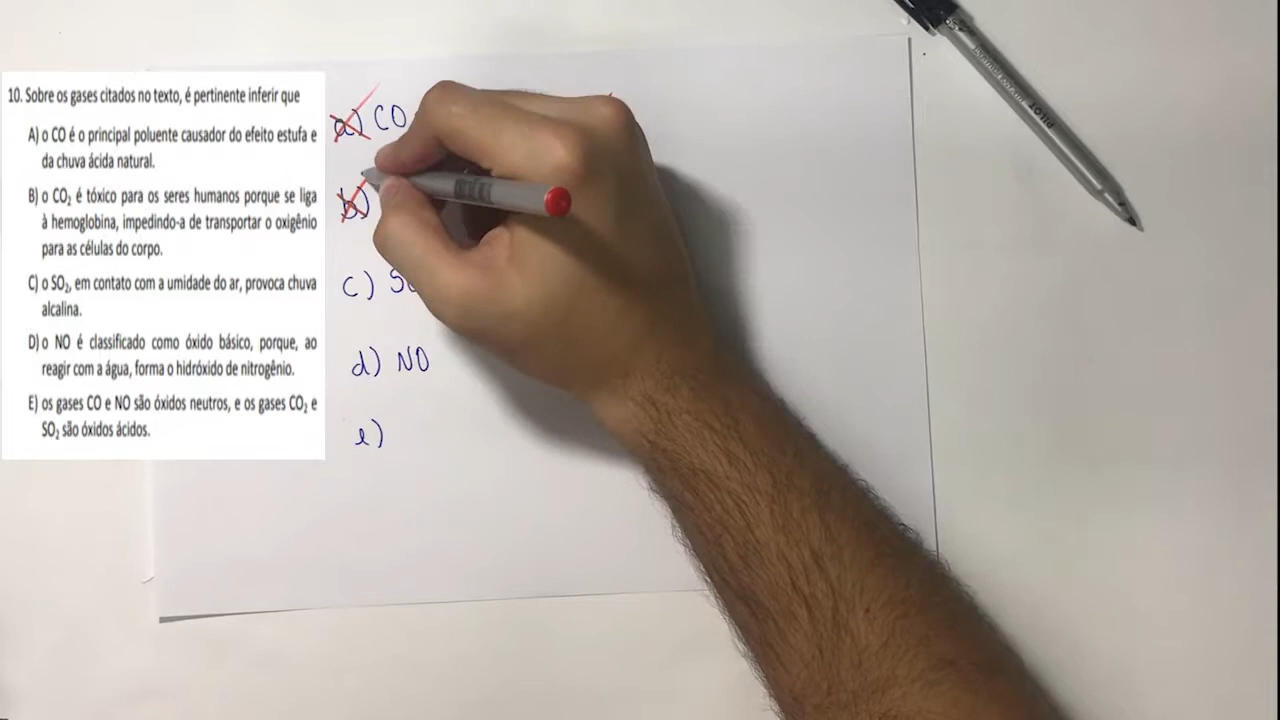 10. Sobre os gases citados no texto, é pertinente inferir que
A) o CO é o principal poluente causador do efeito estufa e
da chuva ácida natural.
B) o CO₂ é tóxico para os seres humanos porque se liga
à hemoglobina, impedindo-a de transportar o oxigênio
para as células do corpo.
C) o SO₂, em contato com a umidade do ar, provoca chuva
alcalina.
D) o NO é classificado como óxido básico, porque, ao
reagir com a água, forma o hidróxido de nitrogênio.
E) os gases CO e NO são óxidos neutros, e os gases CO₂ e
SO₂ são óxidos ácidos.
a) CO
b)
c)
d) NO
e)
PILOT